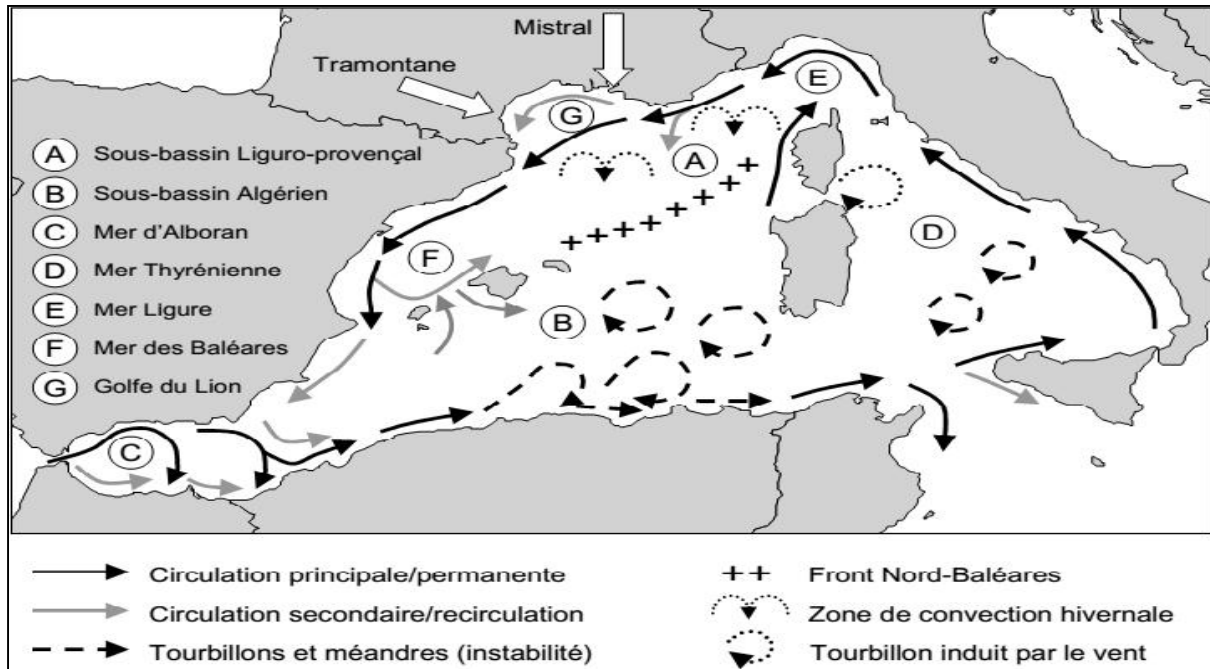 Mistral
Tramontane
E
G
A Sous-bassin Liguro-provençal
A
B Sous-bassin Algérien
C Mer d'Alboran
D Mer Thyrénienne
D
E Mer Ligure
F
F Mer des Baléares
B
G Golfe du Lion
C
Circulation principale/permanente
Circulation secondaire/recirculation
Tourbillons et méandres (instabilité)
Front Nord-Baléares
Zone de convection hivernale
Tourbillon induit par le vent